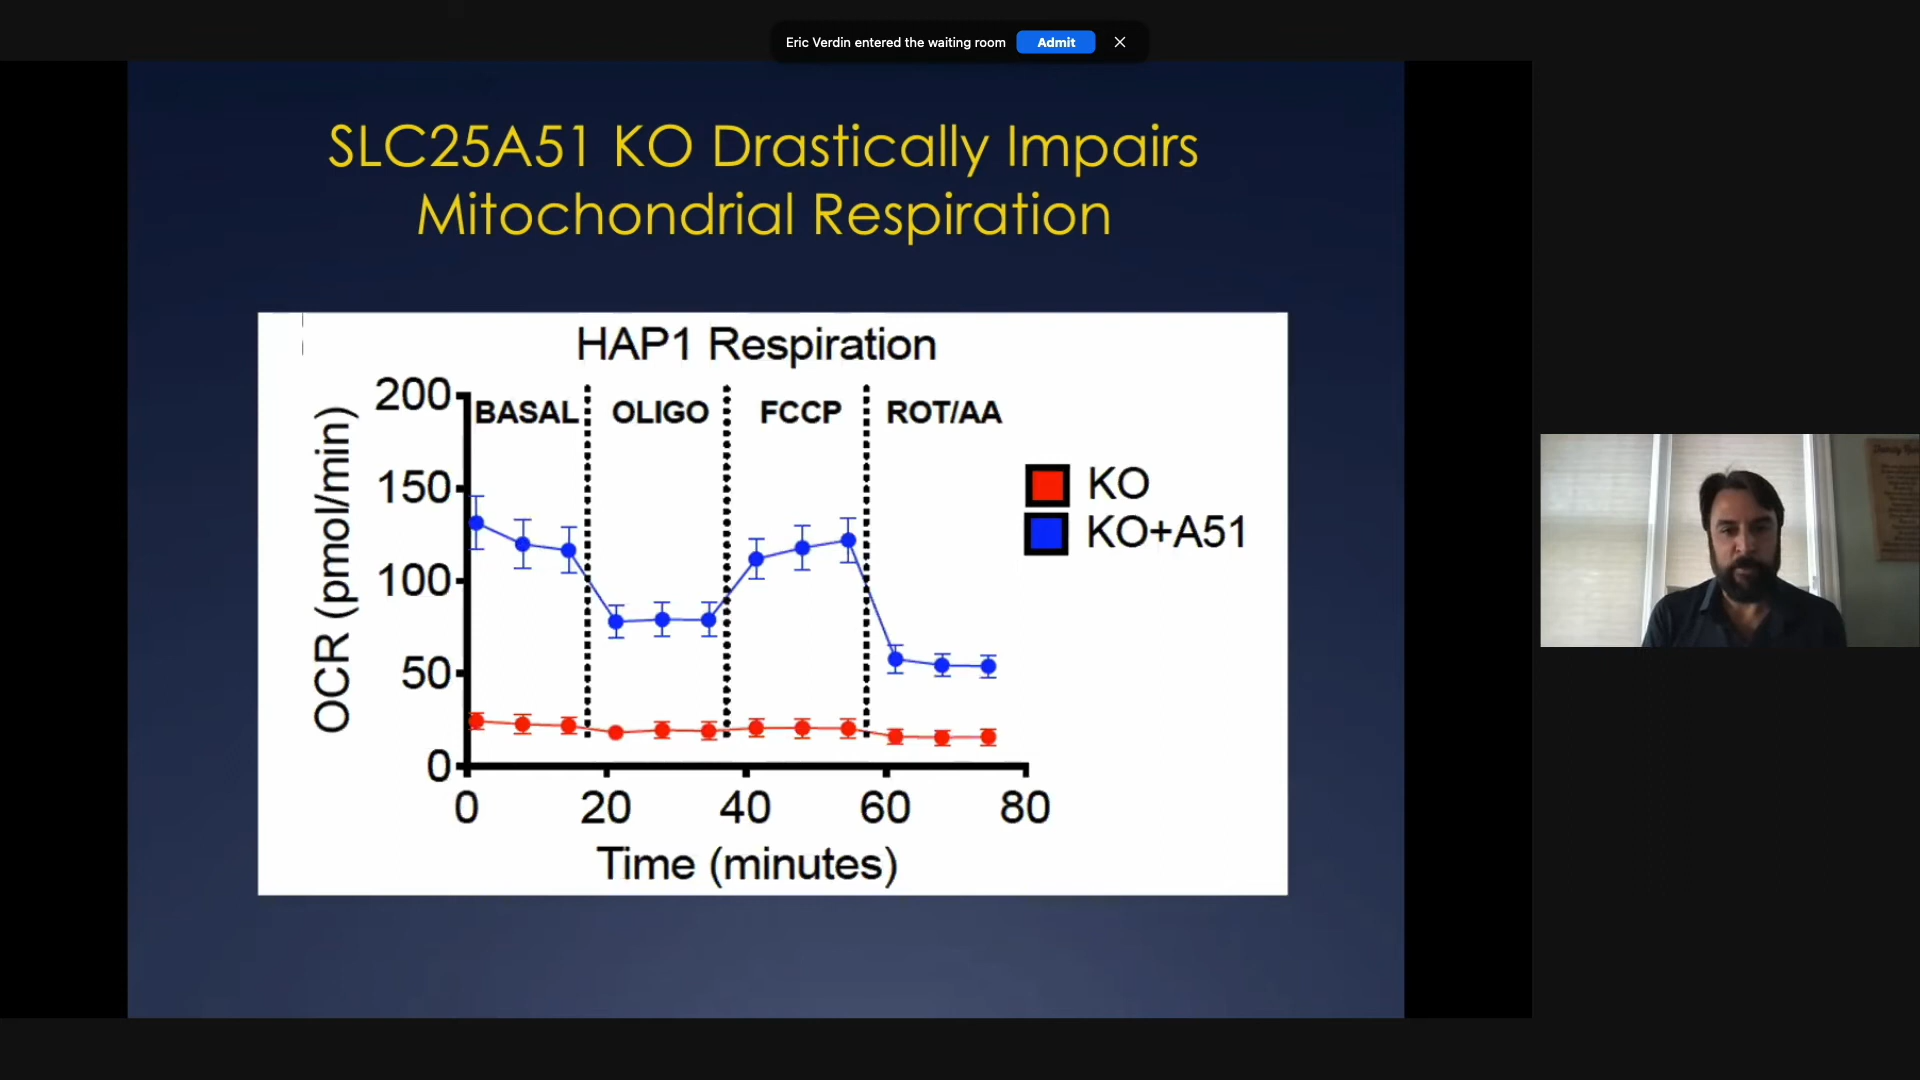 Eric Verdin entered the waiting room
Admit
SLC25A51 KO Drastically Impairs
Mitochondrial Respiration
HAP1 Respiration
OCR (pmol/min)
200
150
100
50
0
BASAL
OLIGO
FCCP
ROT/AA
KO
KO+A51
0
20
40
60
80
Time (minutes)